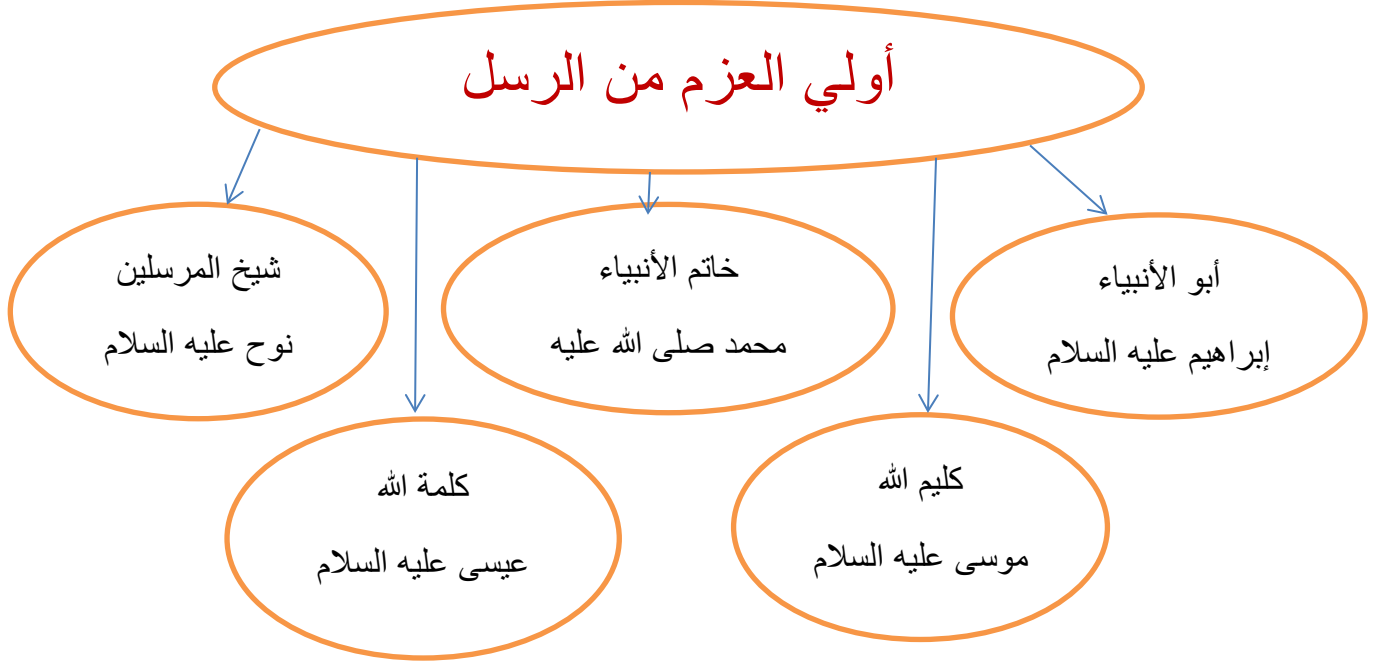 أولي العزم من الرسل
أبو الأنبياء
إبراهيم عليه السلام
خاتم الأنبياء
محمد صلى الله عليه
شيخ المرسلين
نوح عليه السلام
كليم الله
موسى عليه السلام
كلمة الله
عيسى عليه السلام